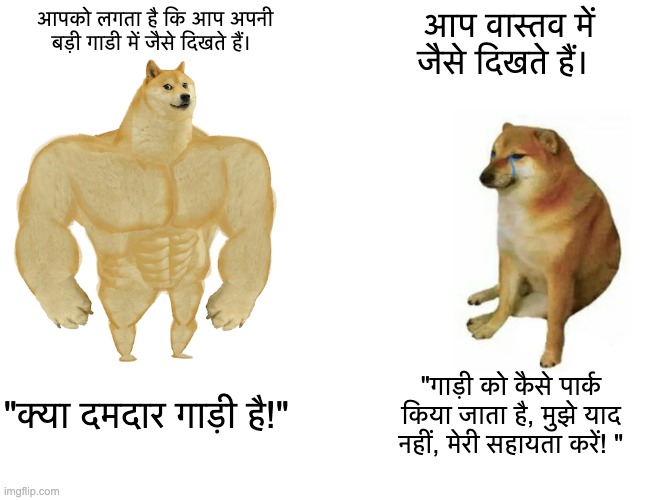 आपको लगता है कि आप अपनी
बड़ी गाडी में जैसे दिखते हैं।
आप वास्तव में
जैसे दिखते हैं।
"क्या दमदार गाड़ी है!"
"गाड़ी को कैसे पार्क
किया जाता है, मुझे याद
नहीं, मेरी सहायता करें! "
imgflip.com